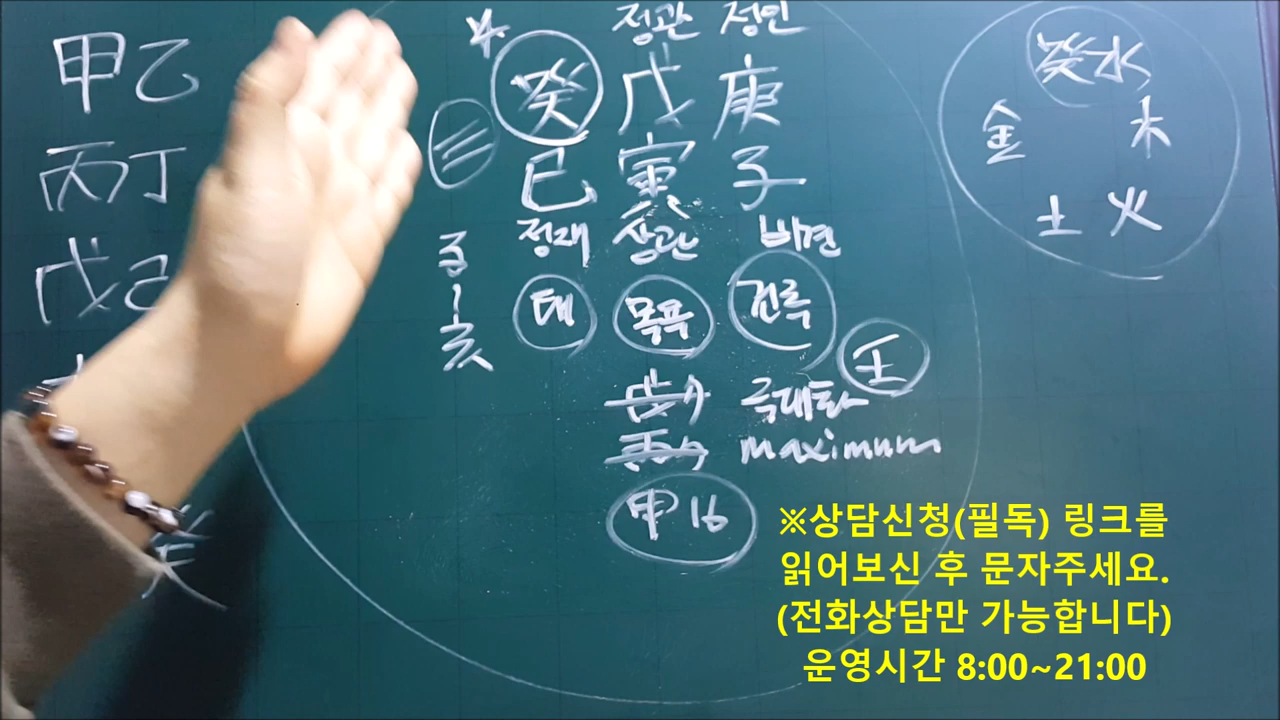 甲乙
丙丁
戊己
정관 정인
癸 戊 庚
巳 寅 子
정재 상관 비견
태 목욕 건록
子~亥
극대화
壬
maximum
甲 16
癸水
金 木
土 火
※상담신청(필독) 링크를
읽어보신 후 문자주세요.
(전화상담만 가능합니다)
운영시간 8:00~21:00